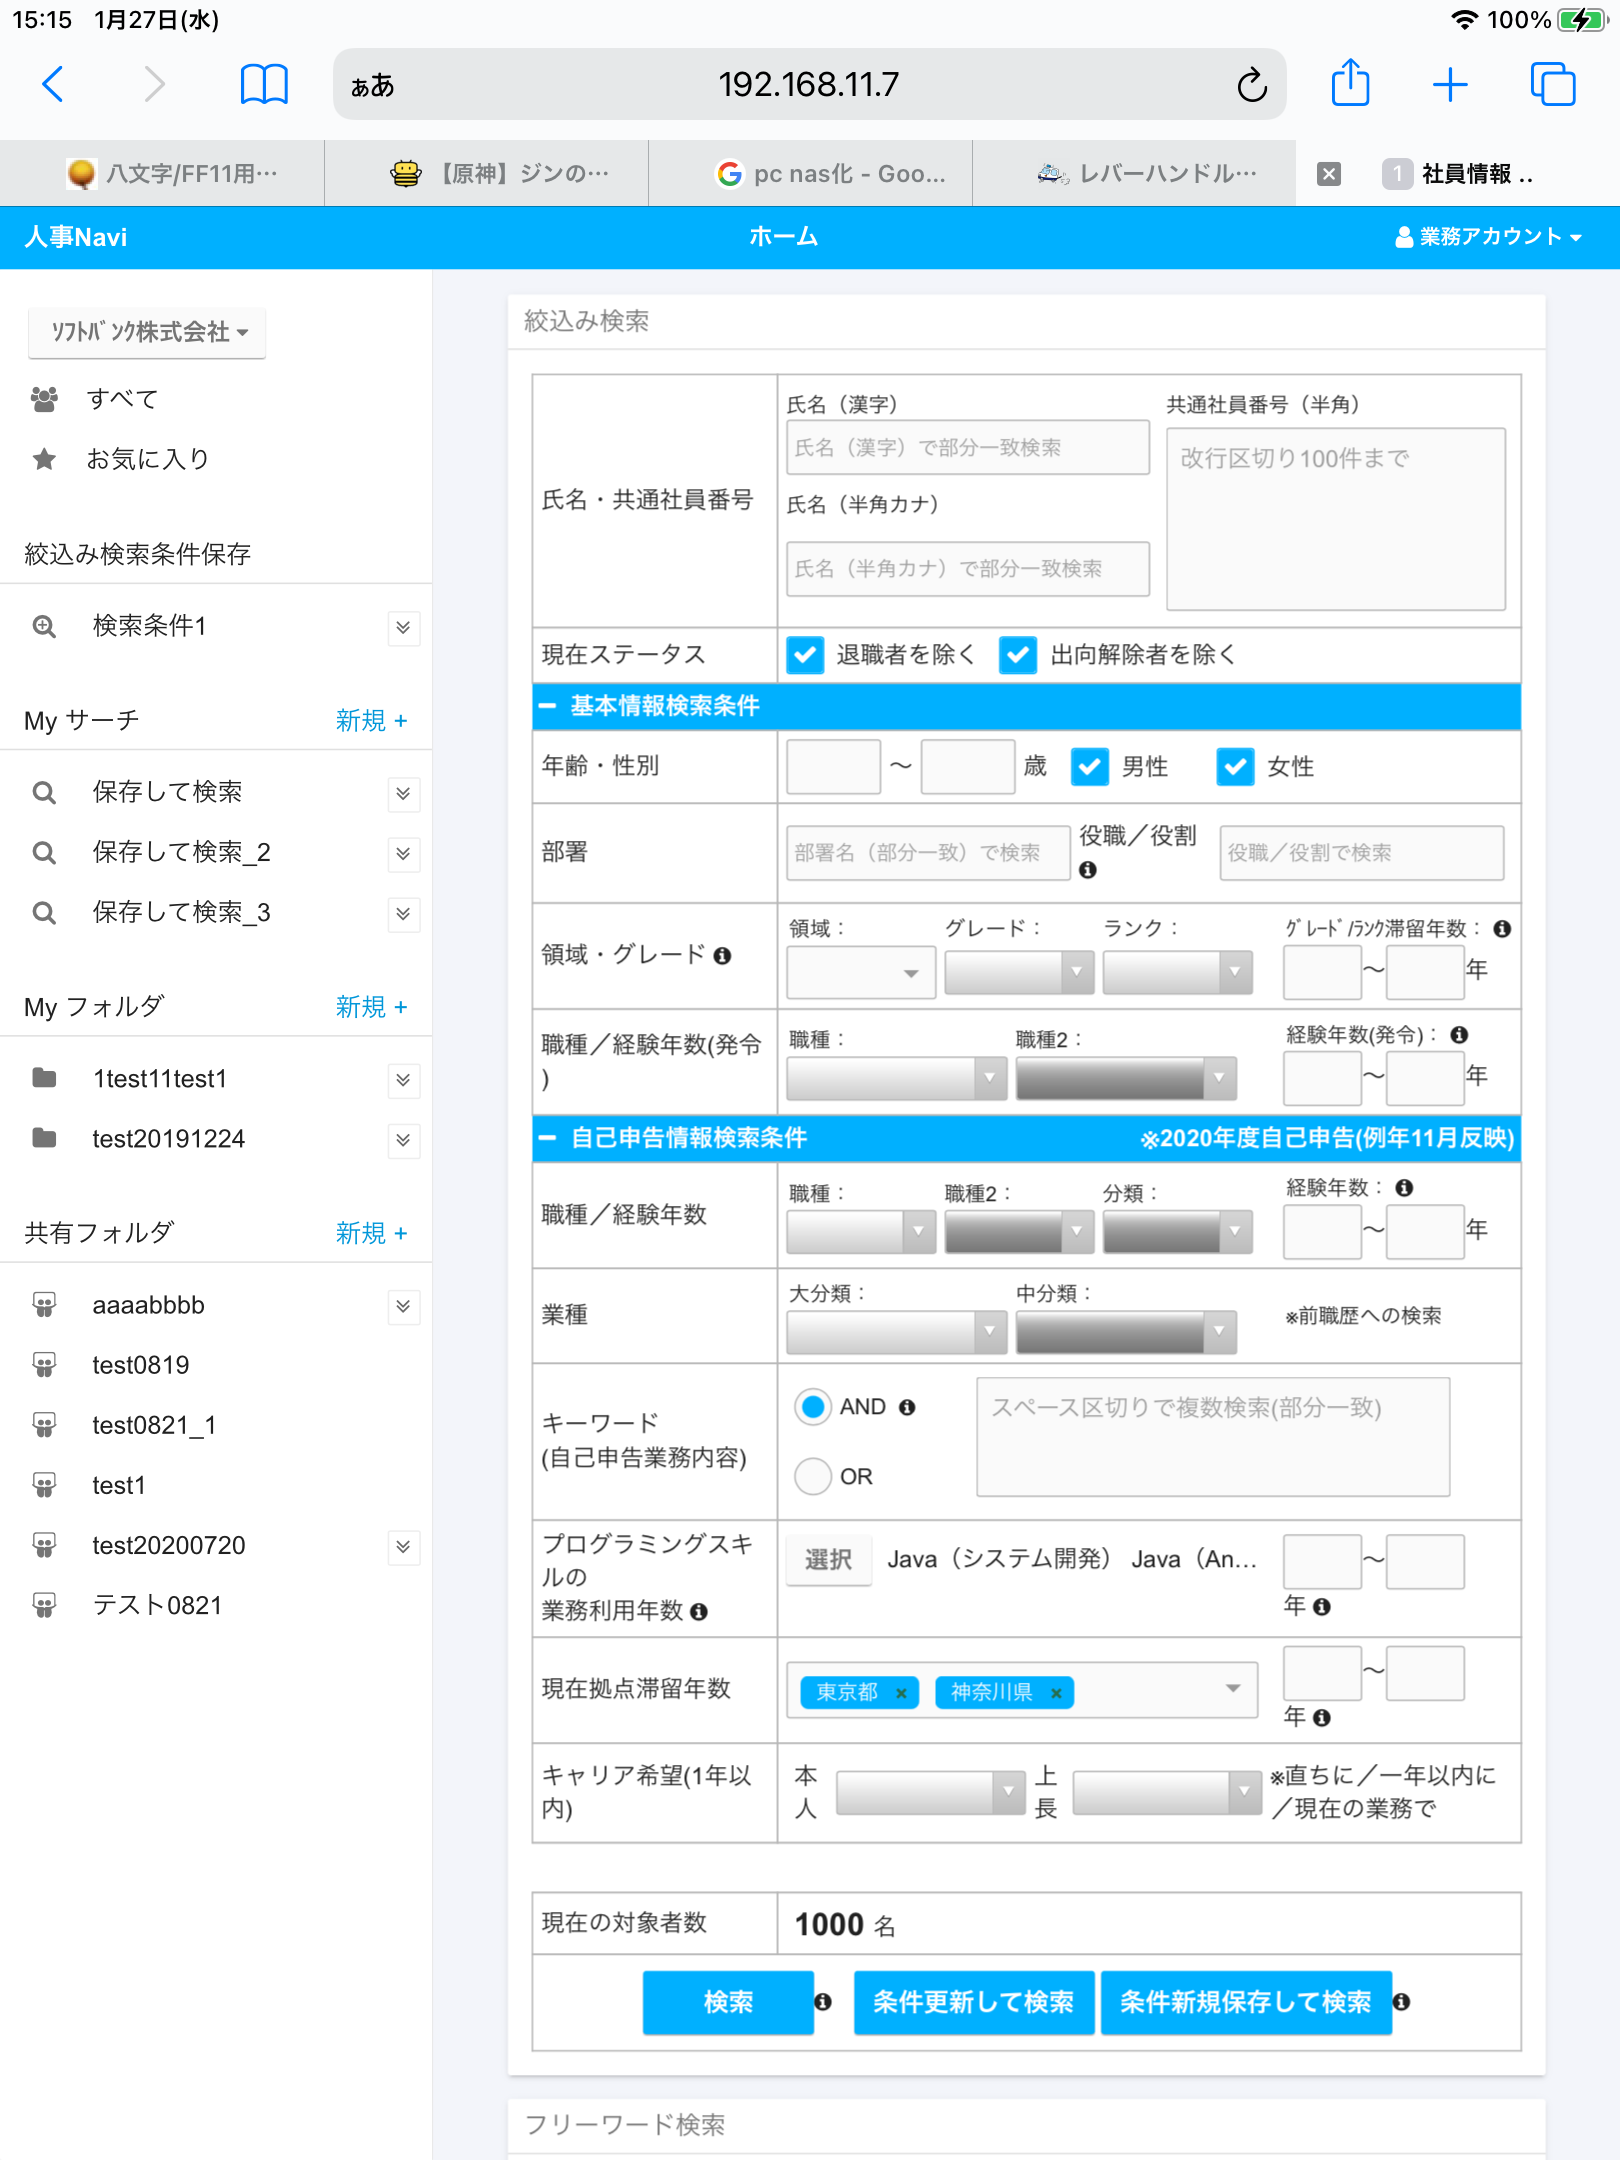 15:15 1月27日(水)
100%
ぁあ
192.168.11.7
八文字/FF11用…
【原神】ジンの…
pc nas化 - Goo...
レバーハンドル…
1 社員情報 ..
人事Navi
ホーム
業務アカウント
ｿﾌﾄﾊﾞﾝｸ株式会社
すべて
お気に入り
絞込み検索条件保存
検索条件1
My サーチ
新規 +
保存して検索
保存して検索_2
保存して検索_3
My フォルダ
新規 +
1test11test1
test20191224
共有フォルダ
新規 +
aaaabbbb
test0819
test0821_1
test1
test20200720
テスト0821
絞込み検索
氏名・共通社員番号
氏名（漢字）
氏名（漢字）で部分一致検索
氏名（半角カナ）
氏名（半角カナ）で部分一致検索
共通社員番号（半角）
改行区切り100件まで
現在ステータス
退職者を除く
出向解除者を除く
基本情報検索条件
年齢・性別
～
歳
男性
女性
部署
部署名（部分一致）で検索
役職／役割
役職／役割で検索
領域・グレード
領域：
グレード：
ランク：
ｸﾞﾚｰﾄﾞ/ﾗﾝｸ滞留年数：
～
年
職種／経験年数(発令
)
職種：
職種2：
経験年数(発令)：
～
年
自己申告情報検索条件
※2020年度自己申告(例年11月反映)
職種／経験年数
職種：
職種2：
分類：
経験年数：
～
年
業種
大分類：
中分類：
※前職歴への検索
キーワード
(自己申告業務内容)
AND
OR
スペース区切りで複数検索(部分一致)
プログラミングスキ
ルの
業務利用年数
選択
Java（システム開発） Java（An...
～
年
現在拠点滞留年数
東京都 ×
神奈川県 ×
～
年
キャリア希望(1年以
内)
本
人
上
長
※直ちに／一年以内に
／現在の業務で
現在の対象者数
1000 名
検索
条件更新して検索
条件新規保存して検索
フリーワード検索